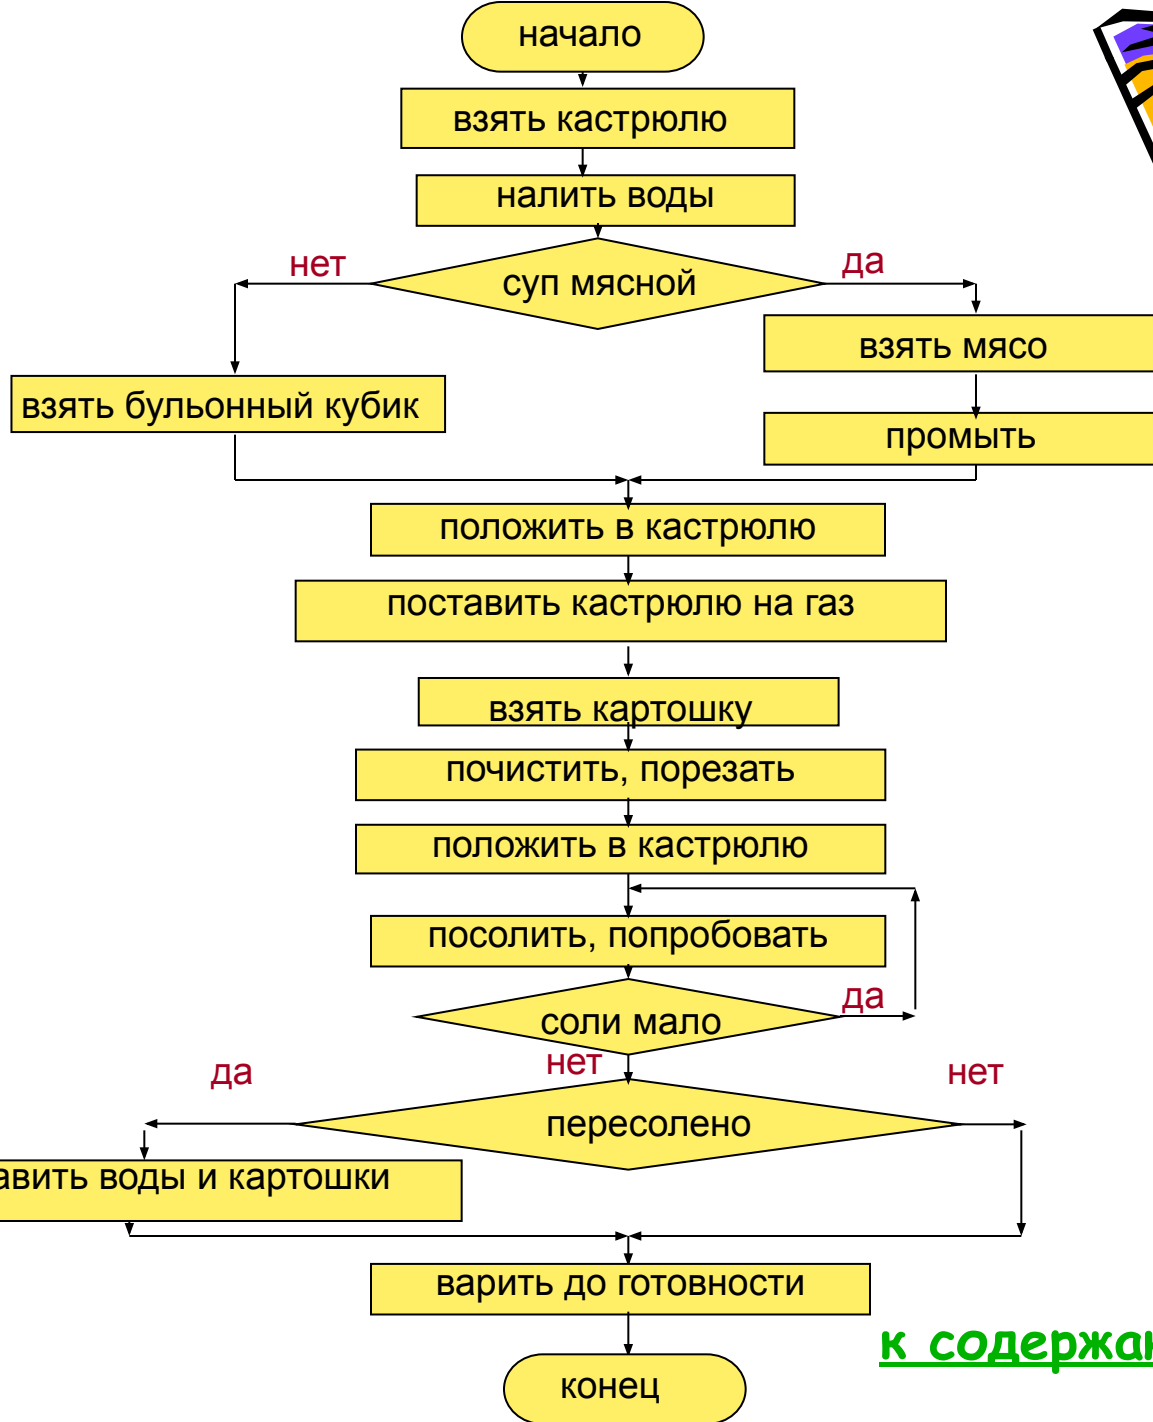 начало
взять кастрюлю
налить воды
нет
суп мясной
да
взять мясо
взять бульонный кубик
промыть
положить в кастрюлю
поставить кастрюлю на газ
взять картошку
почистить, порезать
положить в кастрюлю
посолить, попробовать
соли мало
да
нет
да
пересолено
нет
воды и картошки
варить до готовности
к
конец